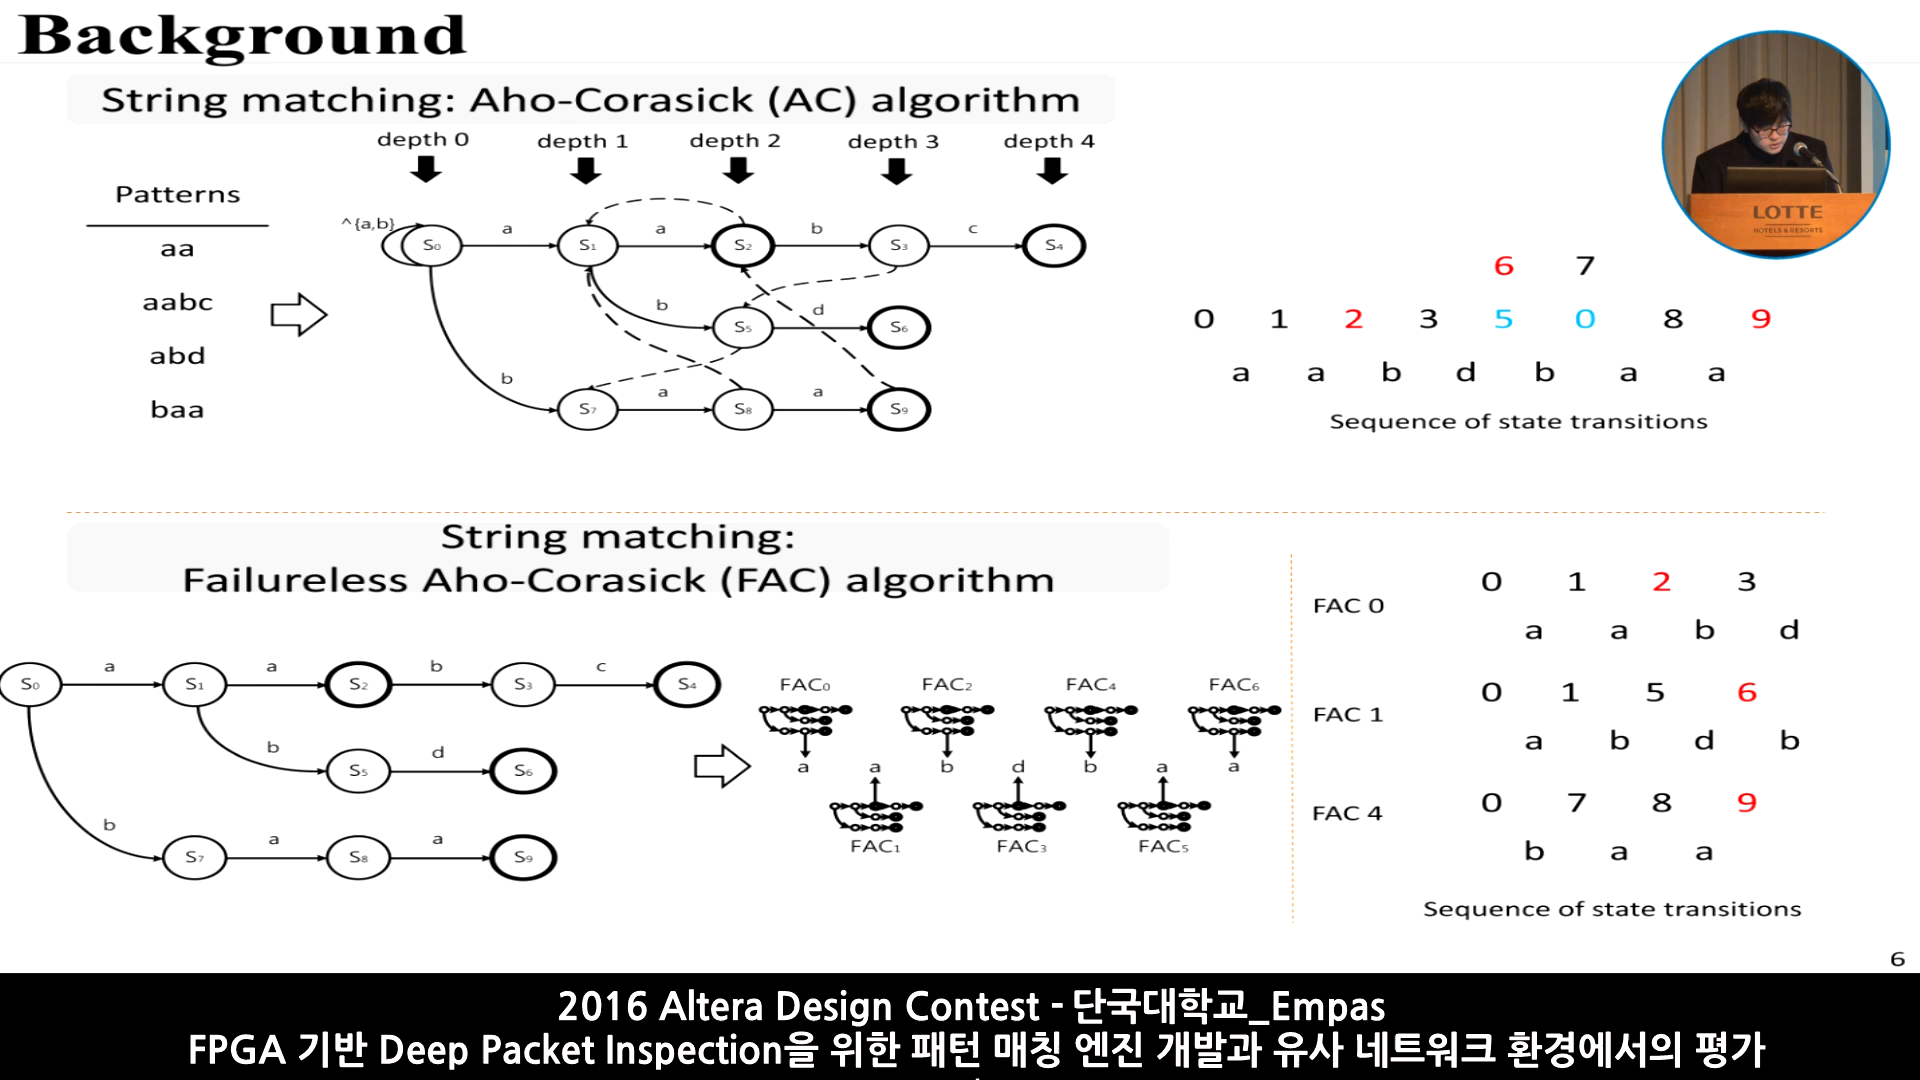 Background
String matching: Aho-Corasick (AC) algorithm
depth 0 depth 1 depth 2 depth 3 depth 4
Patterns
aa
aabc
abd
baa
^{a,b}
S0 a S1 a S2 b S3 c S4
b S5 d S6
b S7 a S8 a S9
LOTTE
HOTELS & RESORTS
6 7
0 1 2 3 5 0 8 9
a a b d b a a
Sequence of state transitions
String matching:
Failureless Aho-Corasick (FAC) algorithm
S0 a S1 a S2 b S3 c S4
b S5 d S6
b S7 a S8 a S9
FAC0 FAC2 FAC4 FAC6
a a b d b a a
FAC1 FAC3 FAC5
FAC 0
0 1 2 3
a a b d
FAC 1
0 1 5 6
a b d b
FAC 4
0 7 8 9
b a a
Sequence of state transitions
6
2016 Altera Design Contest - 단국대학교_Empas
FPGA 기반 Deep Packet Inspection을 위한 패턴 매칭 엔진 개발과 유사 네트워크 환경에서의 평가